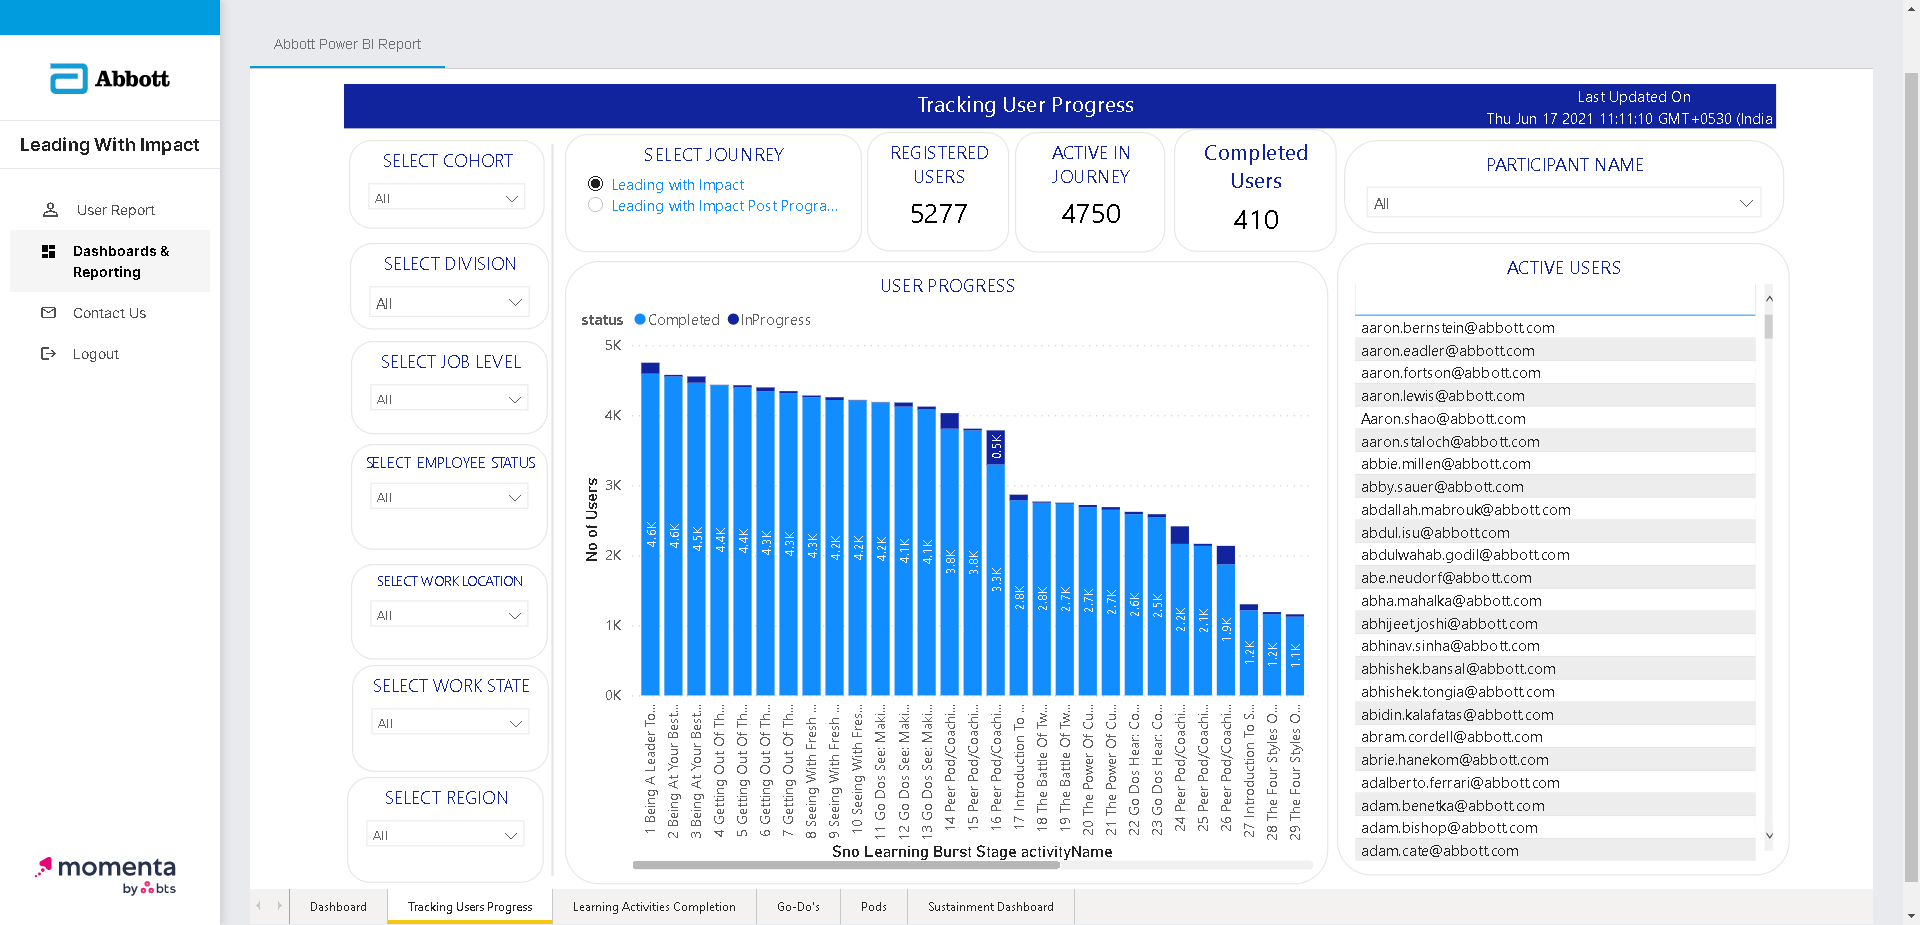 Abbott
Leading With Impact
User Report
Dashboards &
Reporting
Contact Us
Logout
momenta
by bts
Abbott Power BI Report
Tracking User Progress
Last Updated On
Thu Jun 17 2021 11:11:10 GMT+0530 (India
SELECT COHORT
All
SELECT DIVISION
All
SELECT JOB LEVEL
All
SELECT EMPLOYEE STATUS
All
SELECT WORK LOCATION
All
SELECT WORK STATE
All
SELECT REGION
All
SELECT JOUNREY
Leading with Impact
Leading with Impact Post Progra...
REGISTERED
USERS
5277
ACTIVE IN
JOURNEY
4750
Completed
Users
410
PARTICIPANT NAME
All
USER PROGRESS
status Completed InProgress
No of Users
5K
4K
3K
2K
1K
0K
4.6K
4.6K
4.5K
4.4K
4.4K
4.3K
4.3K
4.3K
4.2K
4.2K
4.2K
4.1K
4.1K
3.8K
3.8K
3.3K
0.5K
2.8K
2.8K
2.7K
2.7K
2.7K
2.6K
2.5K
2.2K
2.1K
1.9K
1.2K
1.2K
1.1K
1 Being A Leader To...
2 Being At Your Best...
3 Being At Your Best...
4 Getting Out Of Th...
5 Getting Out Of Th...
6 Getting Out Of Th...
7 Getting Out Of Th...
8 Seeing With Fresh ...
9 Seeing With Fresh ...
10 Seeing With Fres...
11 Go Dos See: Maki...
12 Go Dos See: Maki...
13 Go Dos See: Maki...
14 Peer Pod/Coachi...
15 Peer Pod/Coachi...
16 Peer Pod/Coachi...
17 Introduction To ...
18 The Battle Of Tw...
19 The Battle Of Tw...
20 The Power Of Cu...
21 The Power Of Cu...
22 Go Dos Hear: Co...
23 Go Dos Hear: Co...
24 Peer Pod/Coachi...
25 Peer Pod/Coachi...
26 Peer Pod/Coachi...
27 Introduction To S...
28 The Four Styles O...
29 The Four Styles O...
Sno Learning Burst Stage activityName
ACTIVE USERS
aaron.bernstein@abbott.com
aaron.eadler@abbott.com
aaron.fortson@abbott.com
aaron.lewis@abbott.com
Aaron.shao@abbott.com
aaron.staloch@abbott.com
abbie.millen@abbott.com
abby.sauer@abbott.com
abdallah.mabrouk@abbott.com
abdul.isu@abbott.com
abdulwahab.godil@abbott.com
abe.neudorf@abbott.com
abha.mahalka@abbott.com
abhijeet.joshi@abbott.com
abhinav.sinha@abbott.com
abhishek.bansal@abbott.com
abhishek.tongia@abbott.com
abidin.kalafatas@abbott.com
abram.cordell@abbott.com
abrie.hanekom@abbott.com
adalberto.ferrari@abbott.com
adam.benetka@abbott.com
adam.bishop@abbott.com
adam.cate@abbott.com
Dashboard
Tracking Users Progress
Learning Activities Completion
Go-Do's
Pods
Sustainment Dashboard